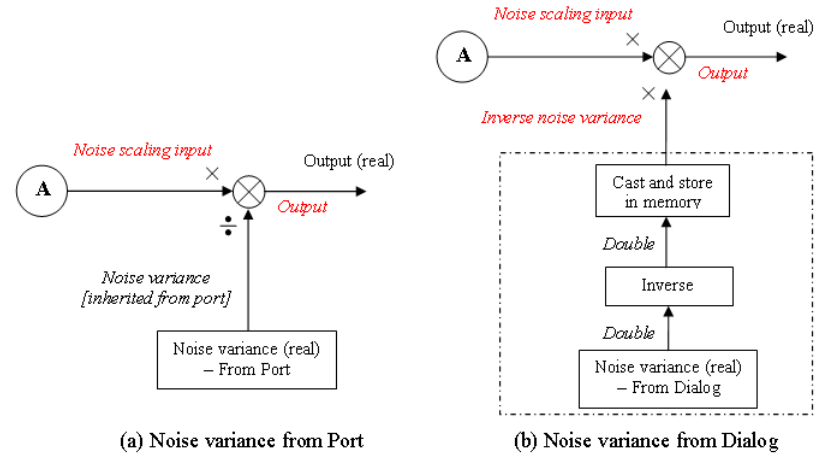 Noise scaling input
Output (real)
A
×
÷
Output
Noise variance
[inherited from port]
Noise variance (real)
– From Port
(a) Noise variance from Port
Noise scaling input
Output (real)
A
×
Output
×
Inverse noise variance
Cast and store
in memory
Double
Inverse
Double
Noise variance (real)
– From Dialog
(b) Noise variance from Dialog